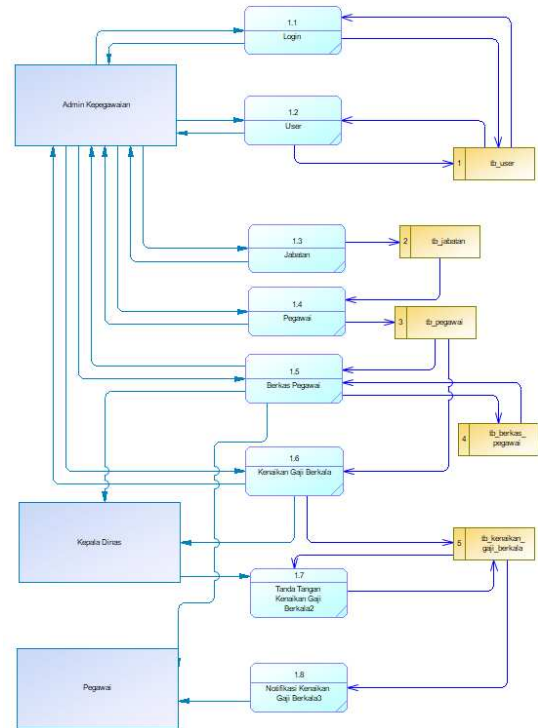 1.1
Login
Admin Kepegawaian
1.2
User
1 tb_user
1.3
Jabatan
2 tb_jabatan
1.4
Pegawai
3 tb_pegawai
1.5
Berkas Pegawai
4 tb_berkas_
pegawai
1.6
Kenaikan Gaji Berkala
Kepala Dinas
5 tb_kenaikan_
gaji_berkala
1.7
Tanda Tangan
Kenaikan Gaji
Berkala2
Pegawai
1.8
Notifikasi Kenaikan
Gaji Berkala3